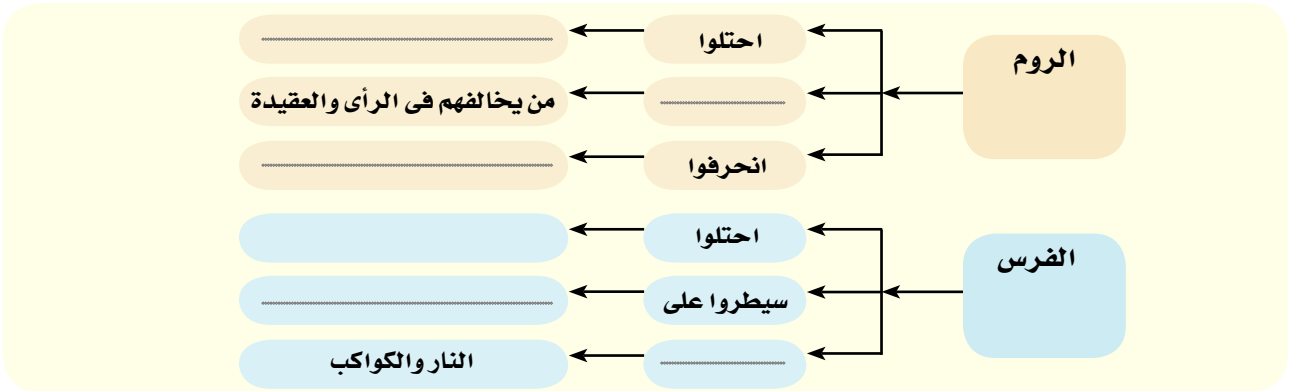 الروم
احتلوا
من يخالفهم فى الرأى والعقيدة
انحرفوا
الفرس
احتلوا
سيطروا على
النار والكواكب